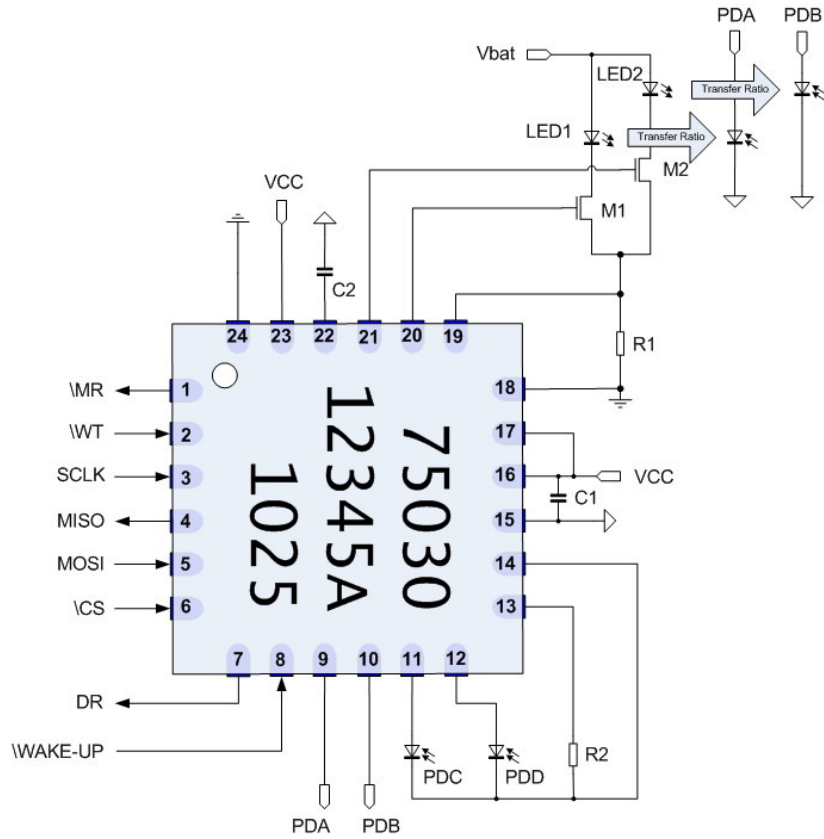 PDA
PDB
Vbat
LED2
Transfer Ratio
LED1
Transfer Ratio
M2
VCC
M1
C2
24
23
22
21
20
19
R1
\MR
1
18
\WT
2
17
SCLK
3
16
VCC
C1
MISO
4
15
MOSI
5
14
\CS
6
13
75030
12345A
1025
7
8
9
10
11
12
DR
\WAKE-UP
PDC
PDD
R2
PDA
PDB